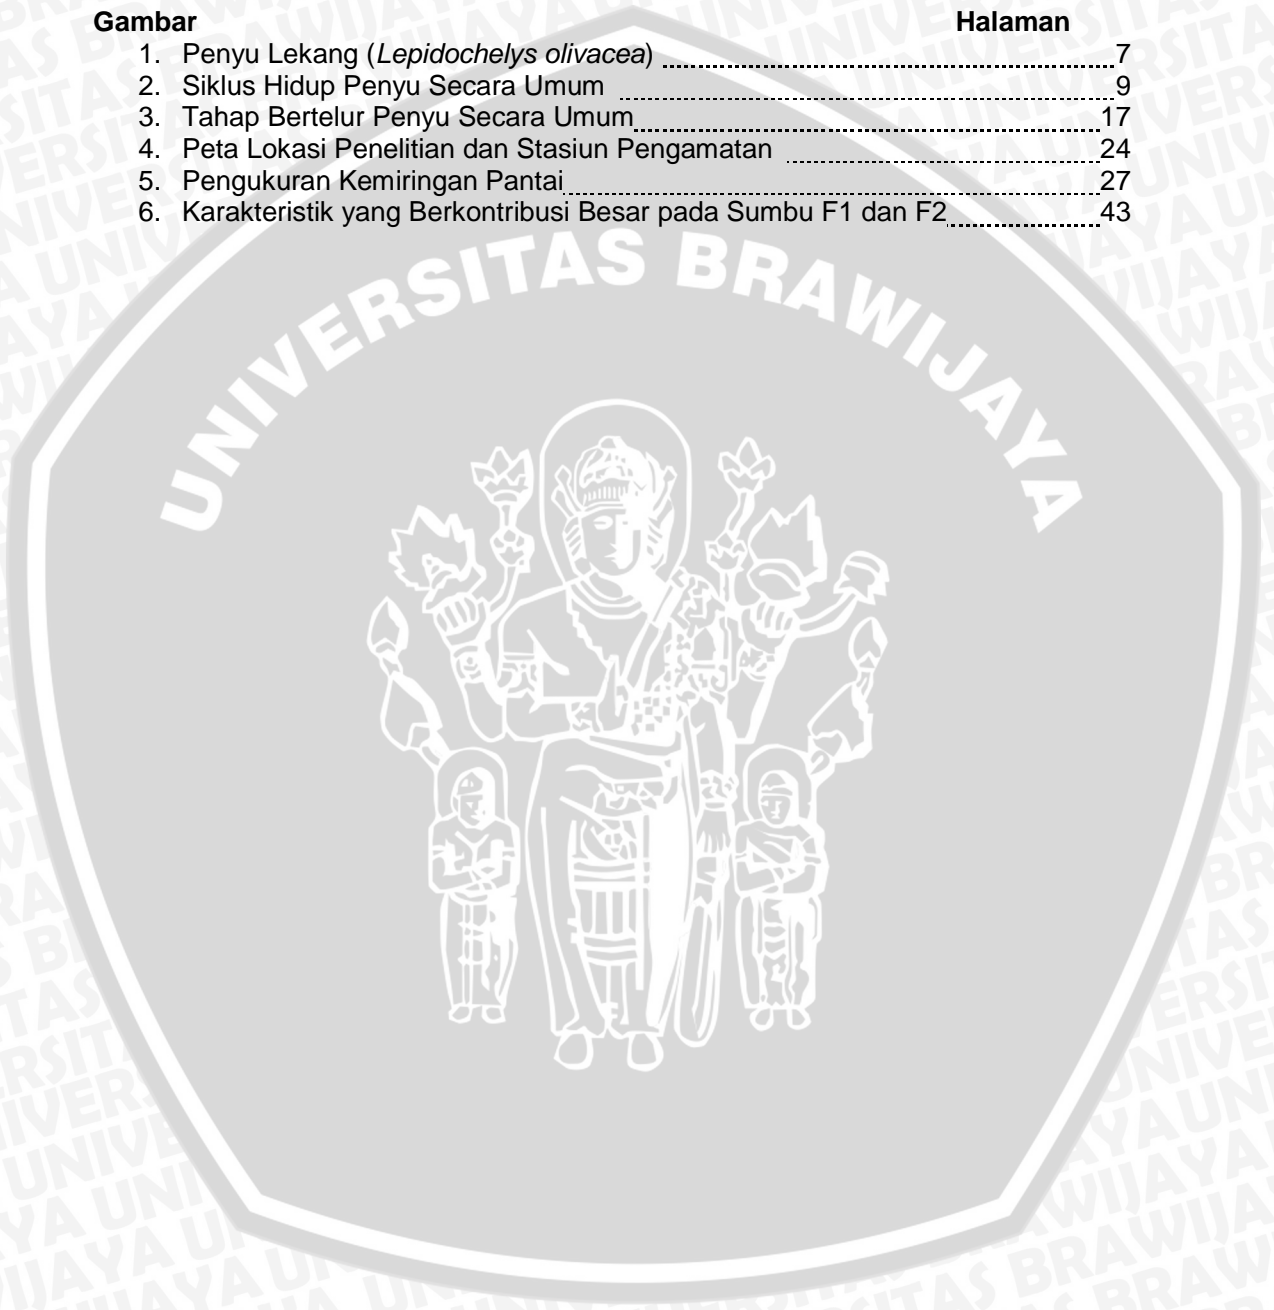 Gambar Halaman
1. Penyu Lekang (Lepidochelys olivacea) 7
2. Siklus Hidup Penyu Secara Umum 9
3. Tahap Bertelur Penyu Secara Umum 17
4. Peta Lokasi Penelitian dan Stasiun Pengamatan 24
5. Pengukuran Kemiringan Pantai 27
6. Karakteristik yang Berkontribusi Besar pada Sumbu F1 dan F2 43
UNIVERSITAS BRAWIJAYA